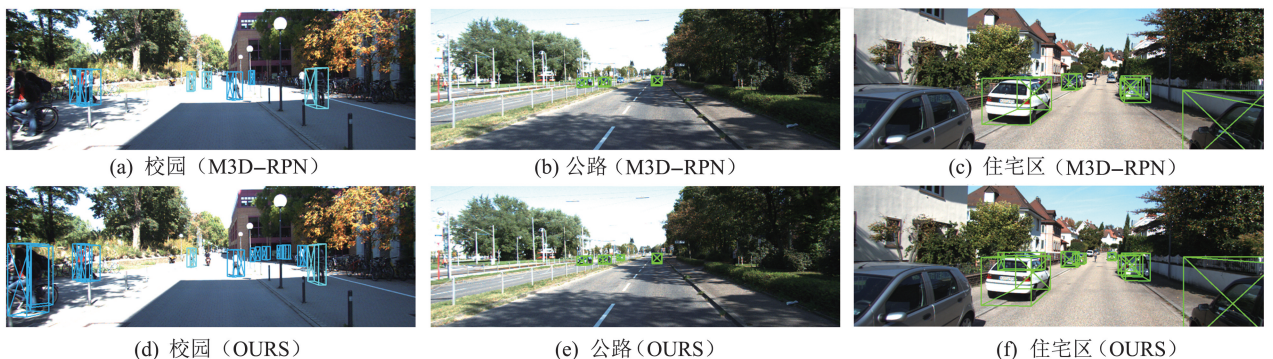 (a) 校园（M3D–RPN）
(b) 公路（M3D–RPN）
(c) 住宅区（M3D–RPN）
(d) 校园（OURS）
(e) 公路（OURS）
(f) 住宅区（OURS）